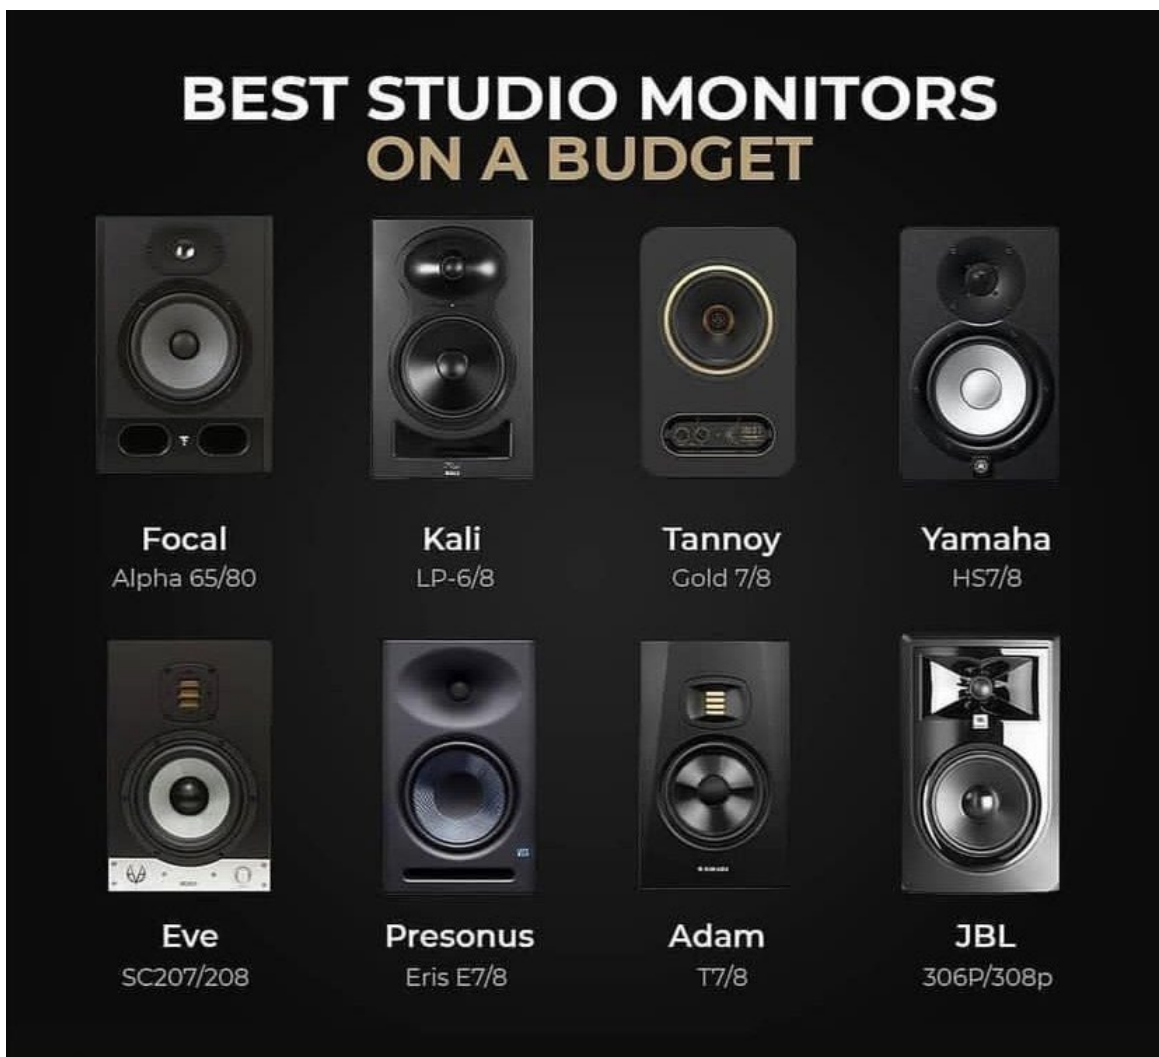 BEST STUDIO MONITORS
ON A BUDGET
Focal
Alpha 65/80
Kali
LP-6/8
Tannoy
Gold 7/8
Yamaha
HS7/8
Eve
SC207/208
Presonus
Eris E7/8
Adam
T7/8
JBL
306P/308p